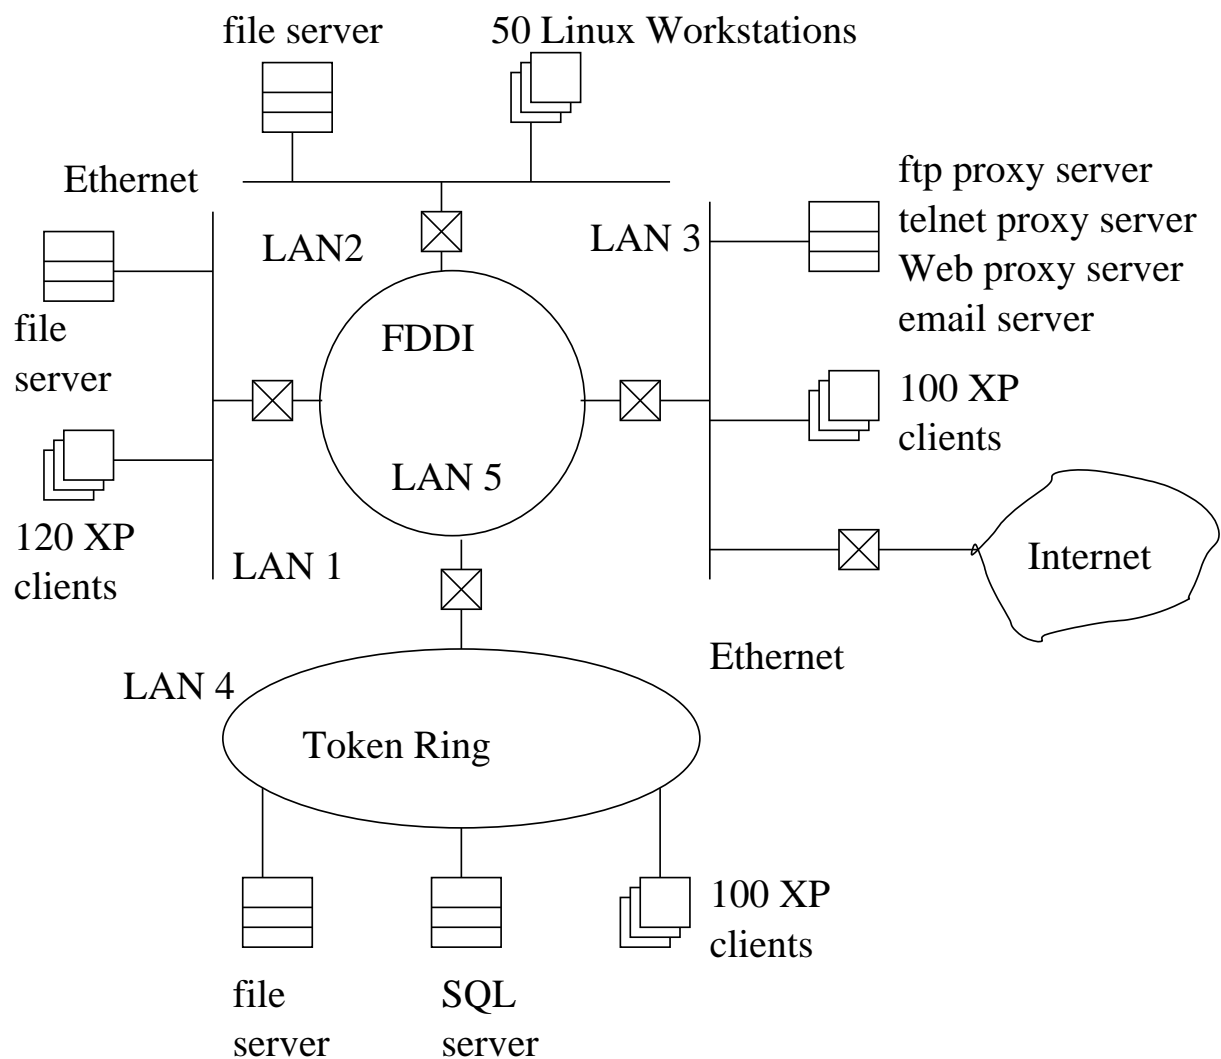 file server
50 Linux Workstations
Ethernet
ftp proxy server
telnet proxy server
Web proxy server
email server
LAN2
LAN 3
file
server
FDDI
100 XP
clients
LAN 5
120 XP
clients
LAN 1
Internet
Ethernet
LAN 4
Token Ring
100 XP
clients
file
server
SQL
server